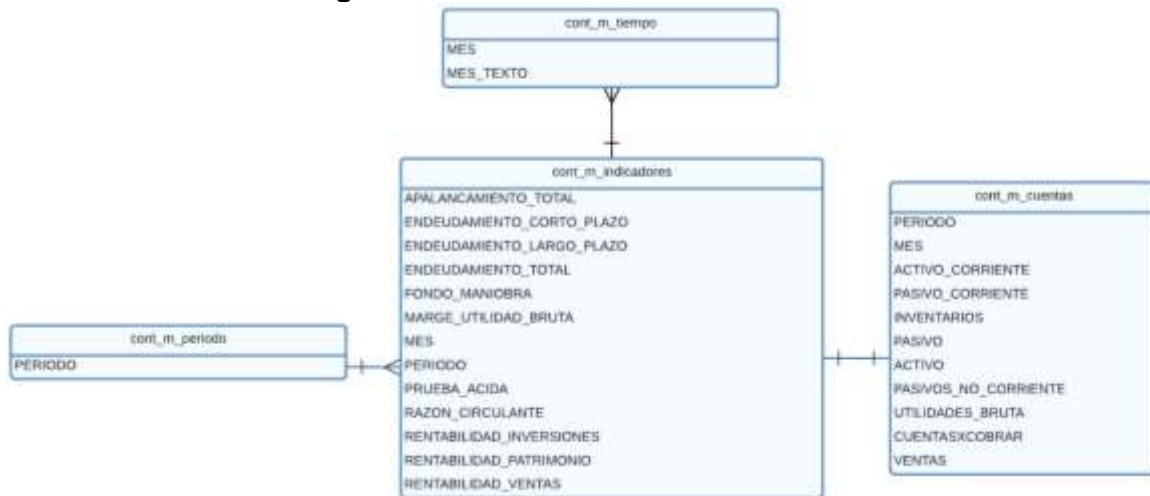 cont_m_tiempo
MES
MES_TEXTO
cont_m_indicadores
APALANCAMIENTO_TOTAL
ENDEUDAMIENTO_CORTO_PLAZO
ENDEUDAMIENTO_LARGO_PLAZO
ENDEUDAMIENTO_TOTAL
FONDO_MANIOBRA
MARGE_UTILIDAD_BRUTA
MES
PERIODO
PRUEBA_ACIDA
RAZON_CIRCULANTE
RENTABILIDAD_INVERSIONES
RENTABILIDAD_PATRIMONIO
RENTABILIDAD_VENTAS
cont_m_periodo
PERIODO
cont_m_cuentas
PERIODO
MES
ACTIVO_CORRIENTE
PASIVO_CORRIENTE
INVENTARIOS
PASIVO
ACTIVO
PASIVOS_NO_CORRIENTE
UTILIDADES_BRUTA
CUENTASXCOBRAR
VENTAS